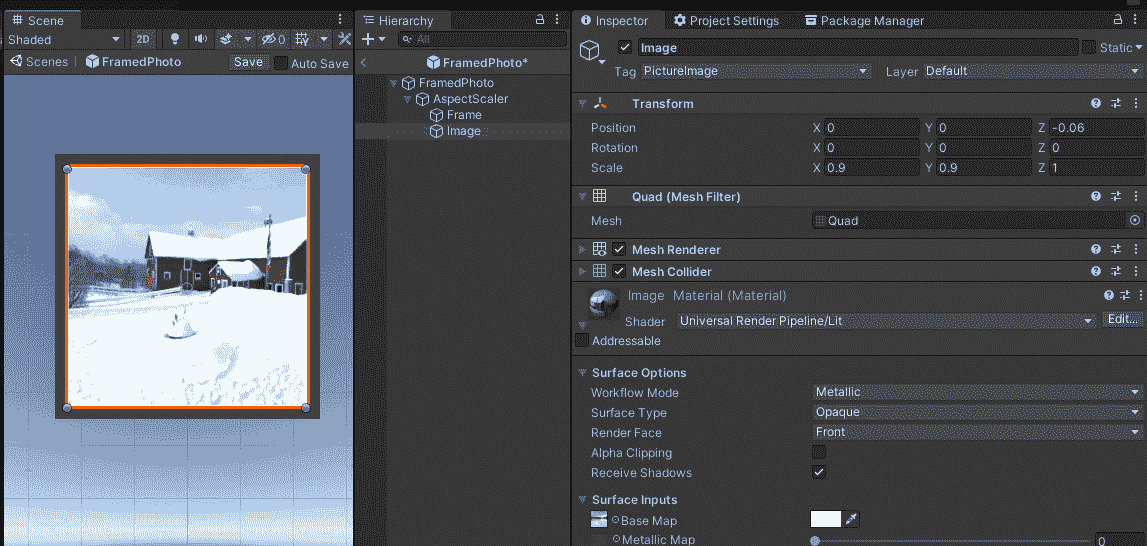 Scene
Shaded
2D
0
Scenes
FramedPhoto
Save
Auto Save
Hierarchy
All
FramedPhoto*
FramedPhoto
AspectScaler
Frame
Image
Inspector Project Settings Package Manager
Image Static
Tag PictureImage Layer Default
Transform
Position X 0 Y 0 Z -0.06
Rotation X 0 Y 0 Z 0
Scale X 0.9 Y 0.9 Z 1
Quad (Mesh Filter)
Mesh Quad
Mesh Renderer
Mesh Collider
Image Material (Material)
Shader Universal Render Pipeline/Lit Edit...
Addressable
Surface Options
Workflow Mode Metallic
Surface Type Opaque
Render Face Front
Alpha Clipping
Receive Shadows
Surface Inputs
Base Map
Metallic Map 0